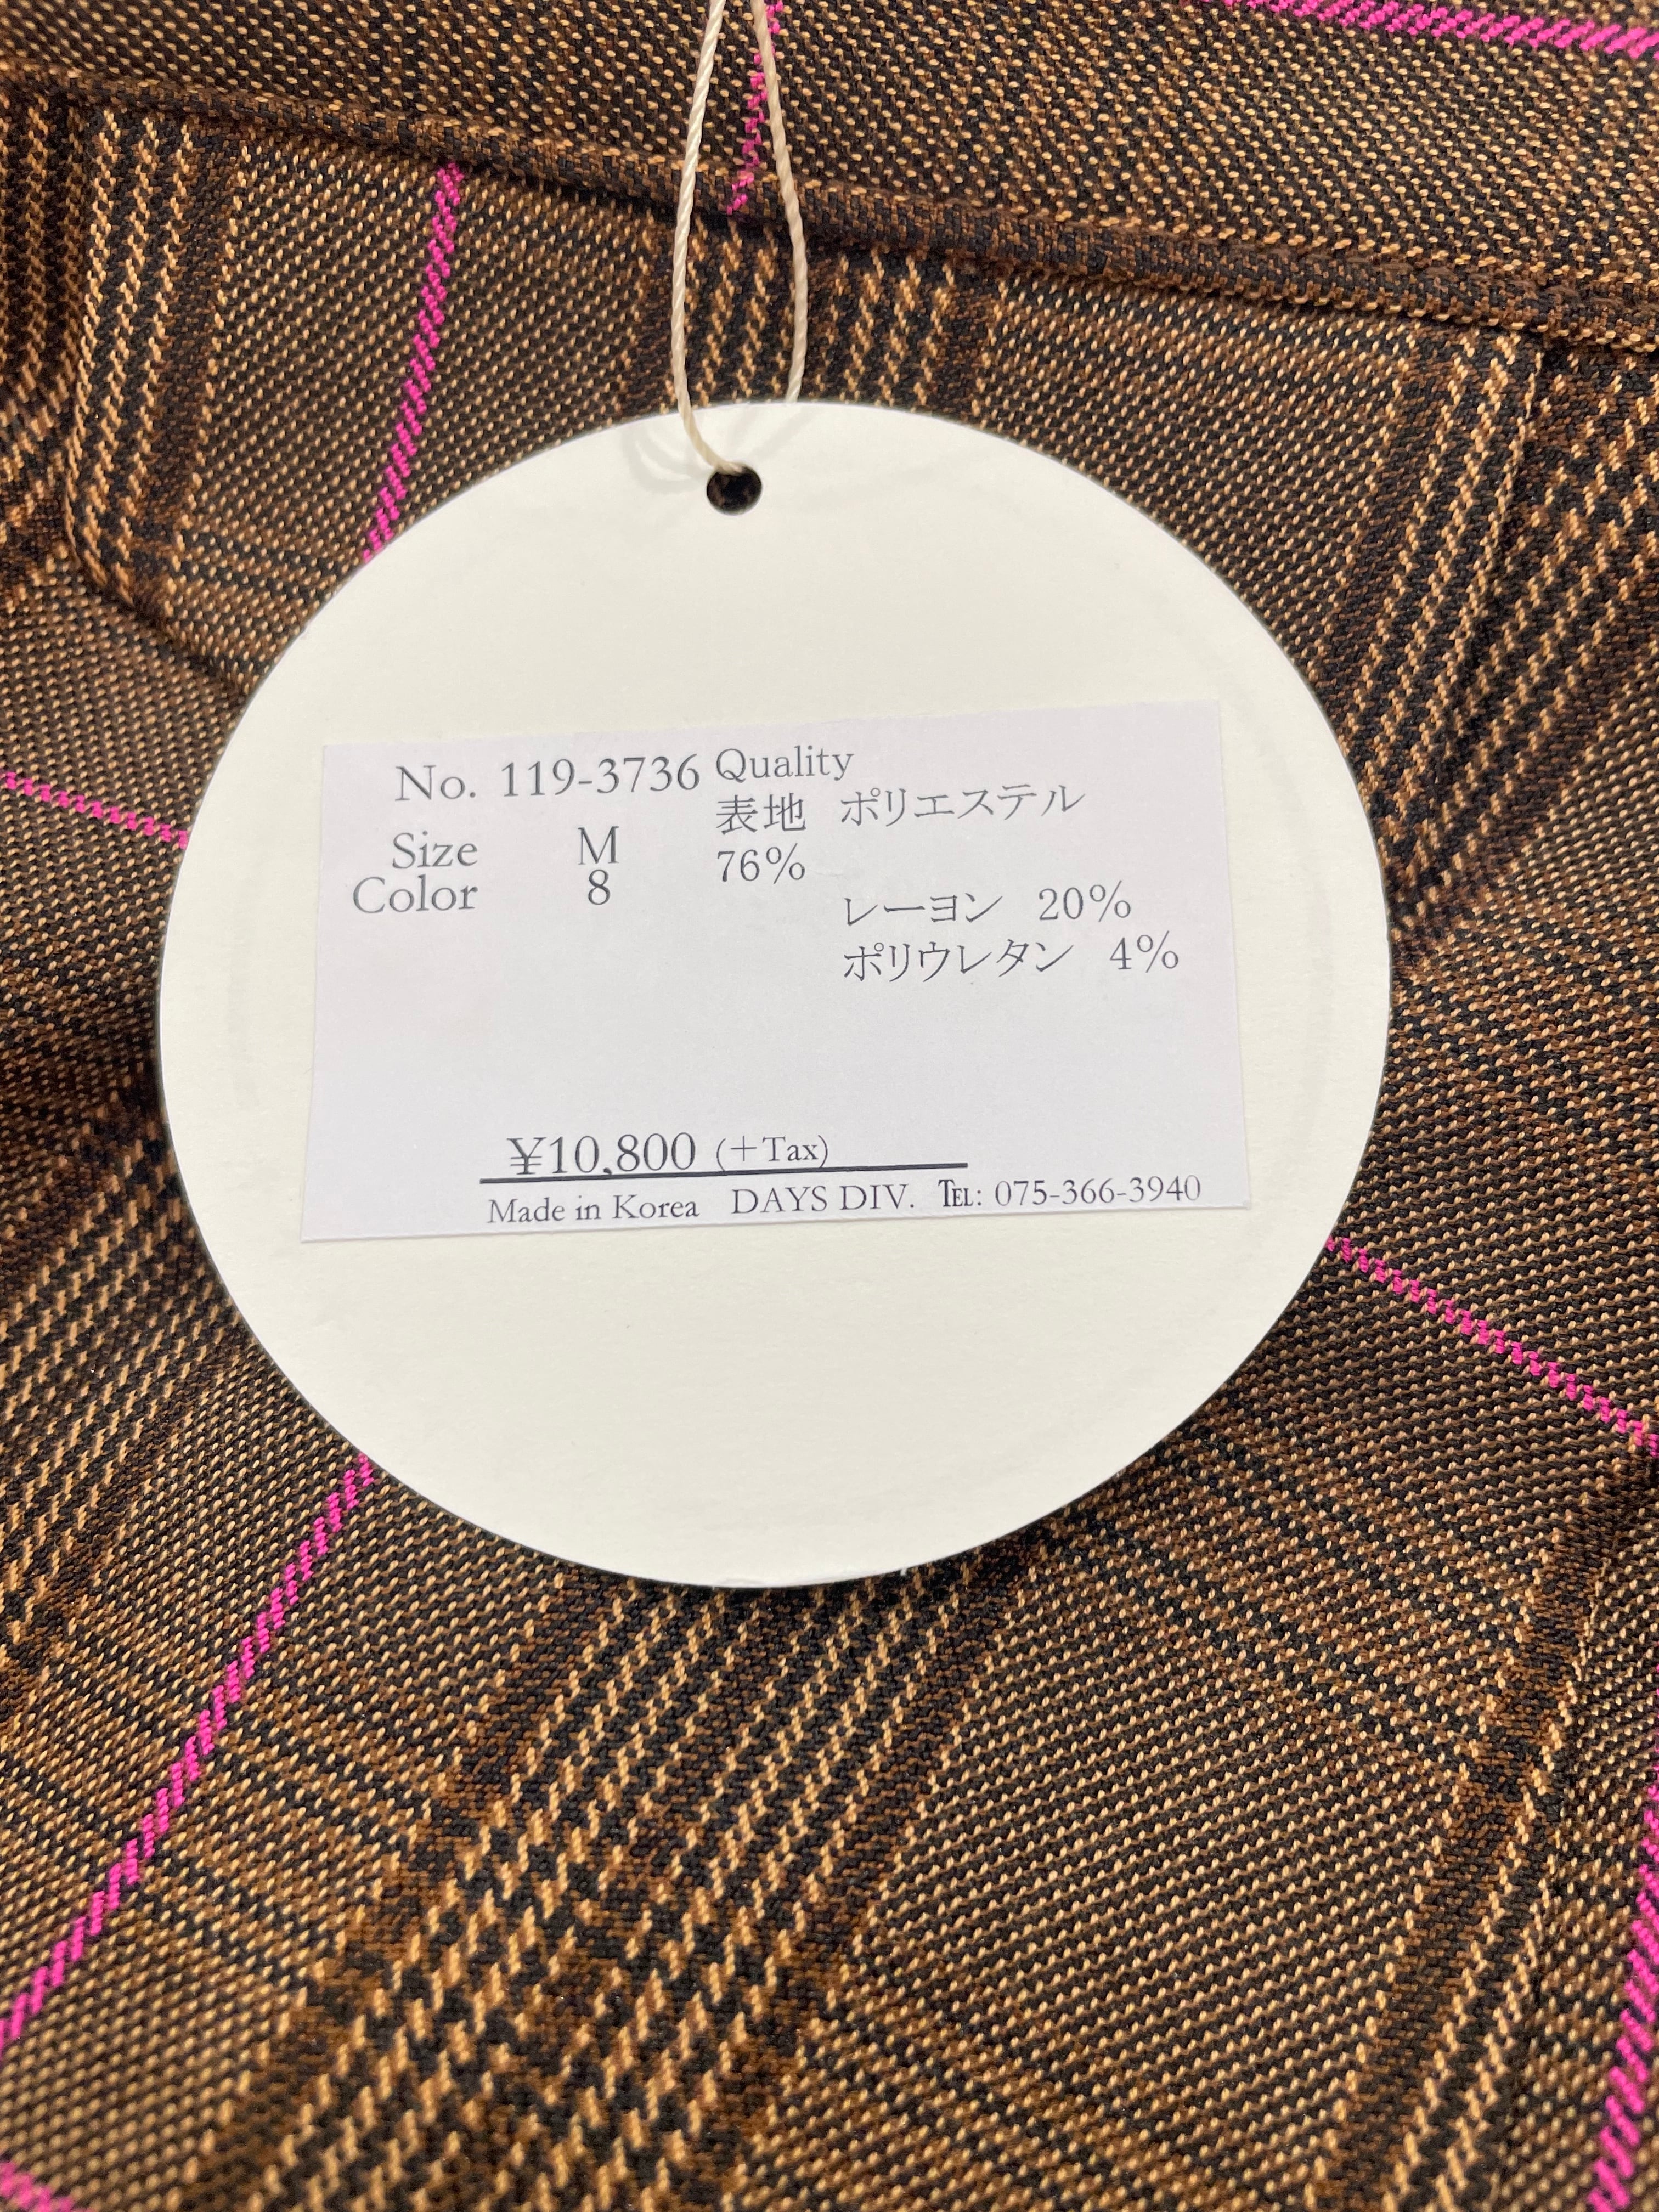 No. 119-3736
Size M
Color 8
Quality
表地 ポリエステル
76%
レーヨン 20%
ポリウレタン 4%
¥10,800 (+Tax)
Made in Korea DAYS DIV. TEL: 075-366-3940